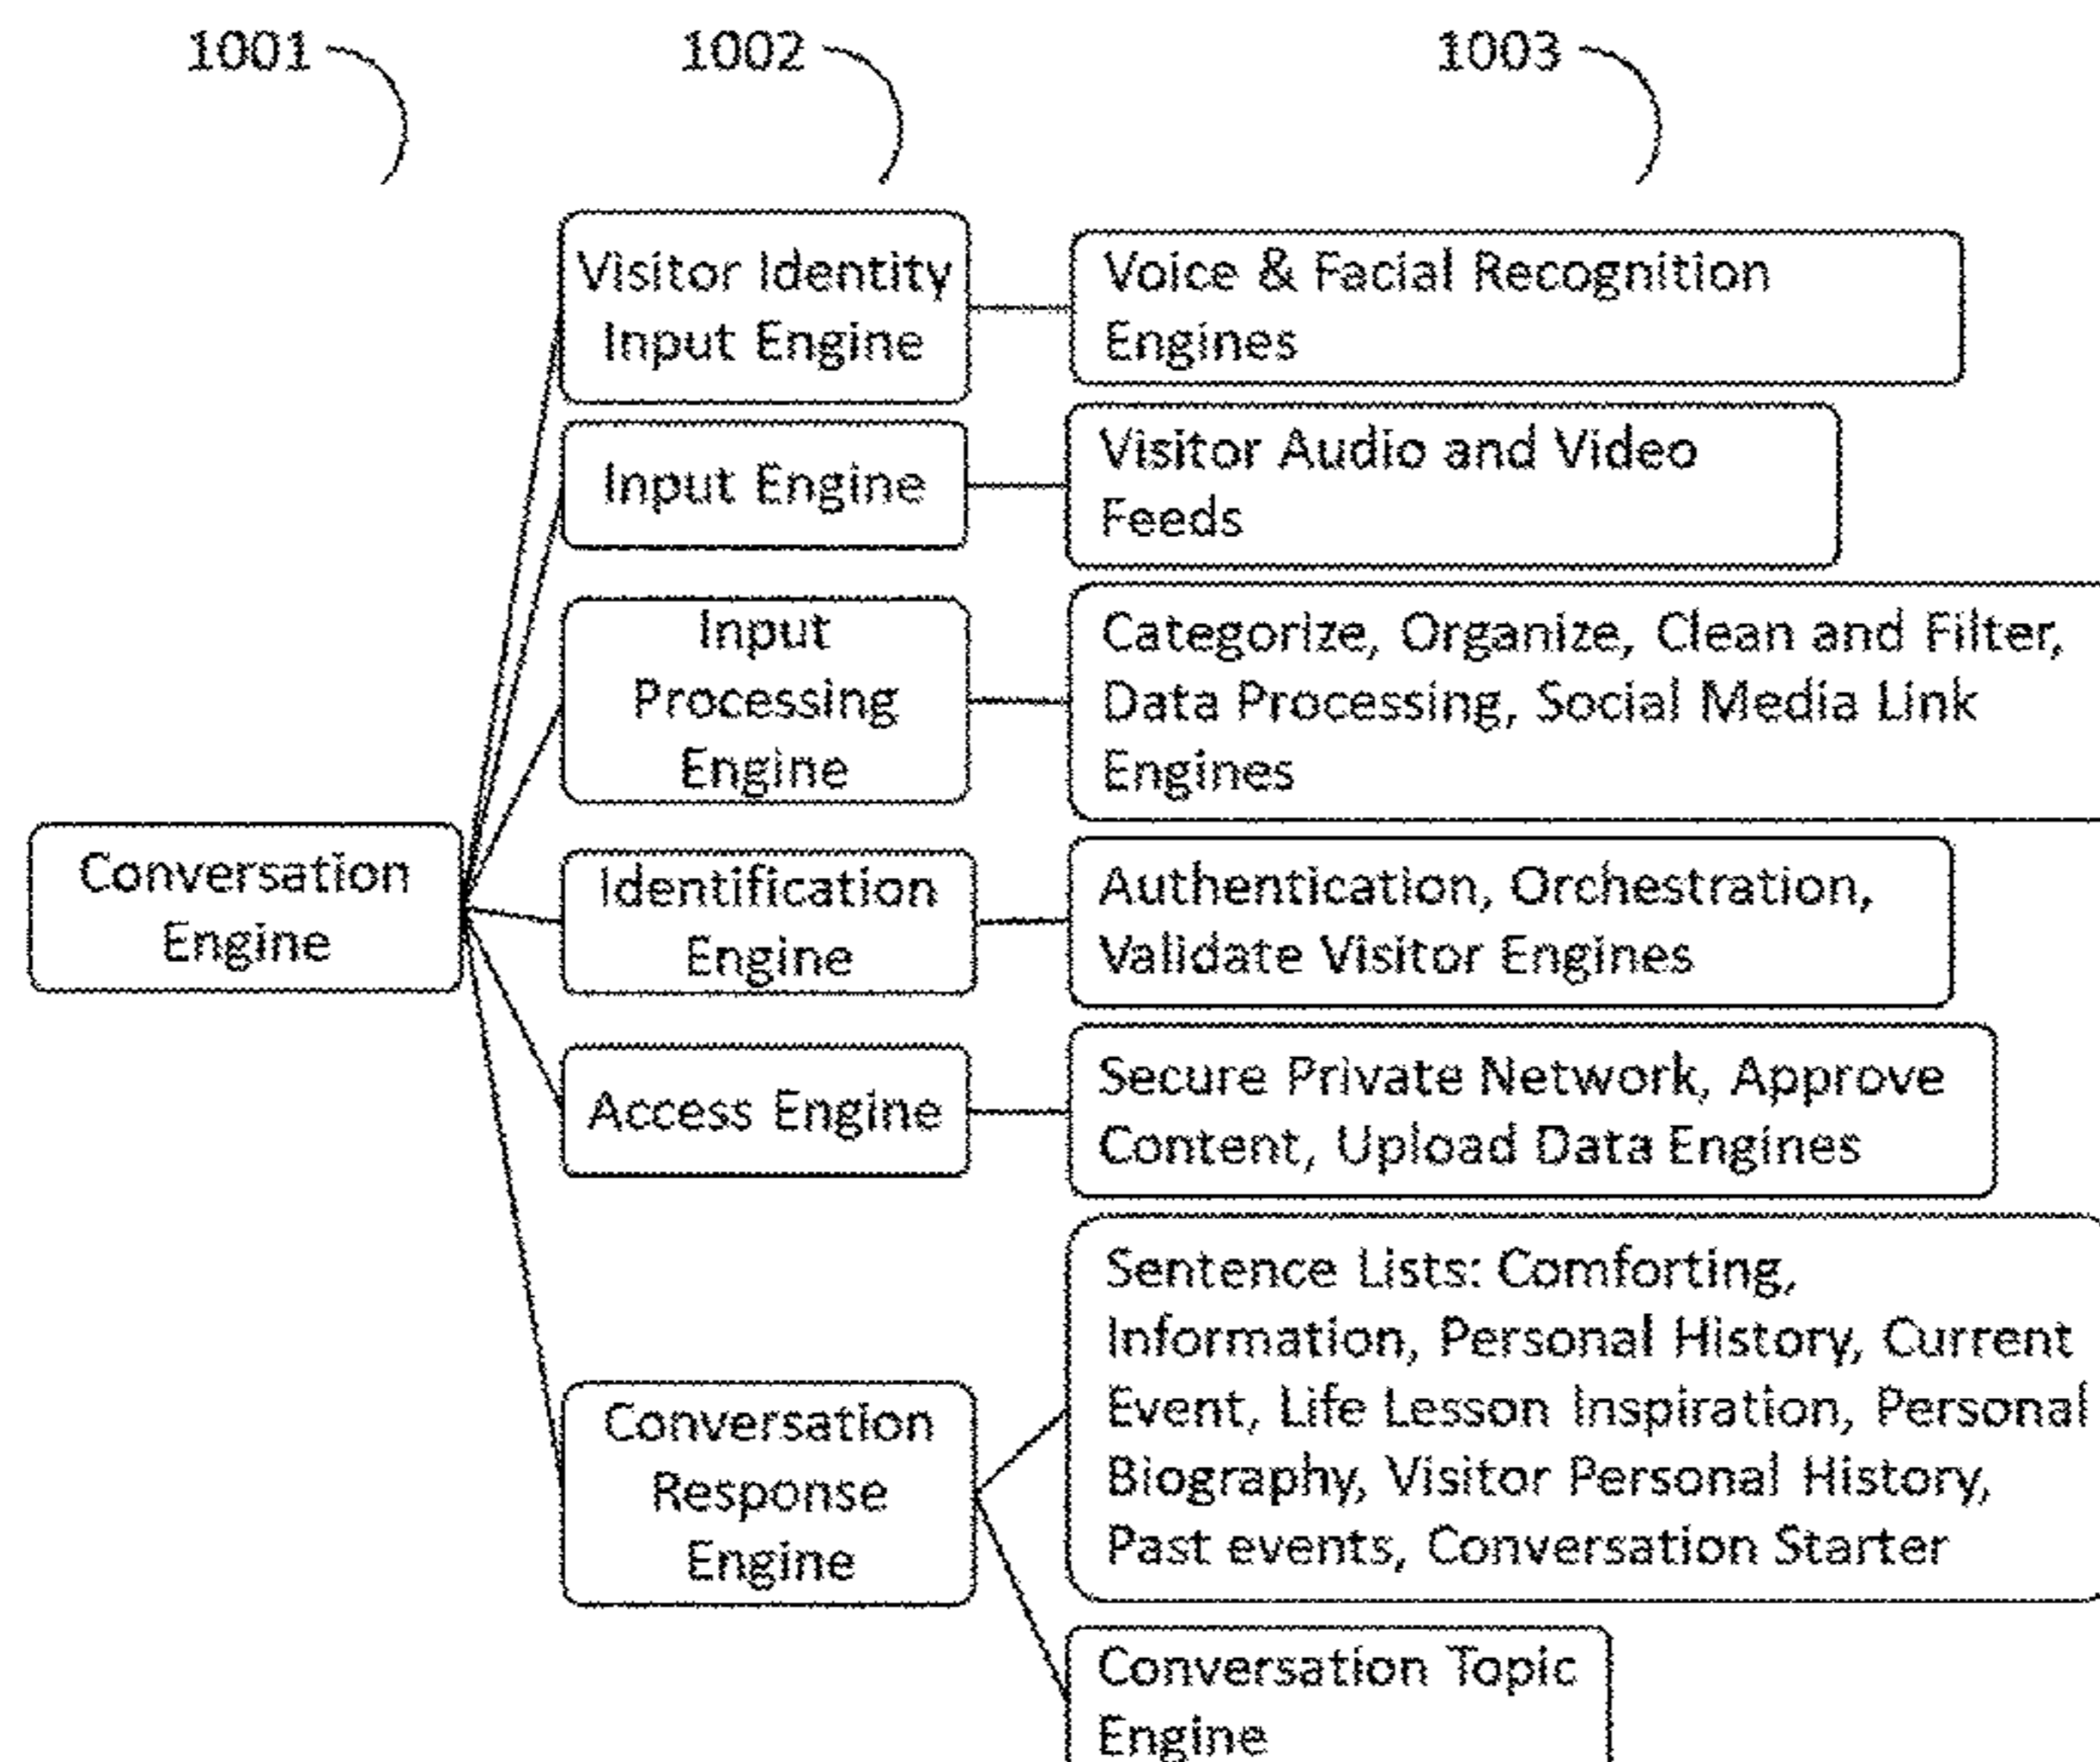 1001
1002
1003
Visitor Identity
Input Engine
Voice & Facial Recognition
Engines
Input Engine
Visitor Audio and Video
Feeds
Input
Processing
Engine
Categorize, Organize, Clean and Filter,
Data Processing, Social Media Link
Engines
Conversation
Engine
Identification
Engine
Authentication, Orchestration,
Validate Visitor Engines
Access Engine
Secure Private Network, Approve
Content, Upload Data Engines
Conversation
Response
Engine
Sentence Lists: Comforting,
Information, Personal History, Current
Event, Life Lesson Inspiration, Personal
Biography, Visitor Personal History,
Past events, Conversation Starter
Conversation Topic
Engine